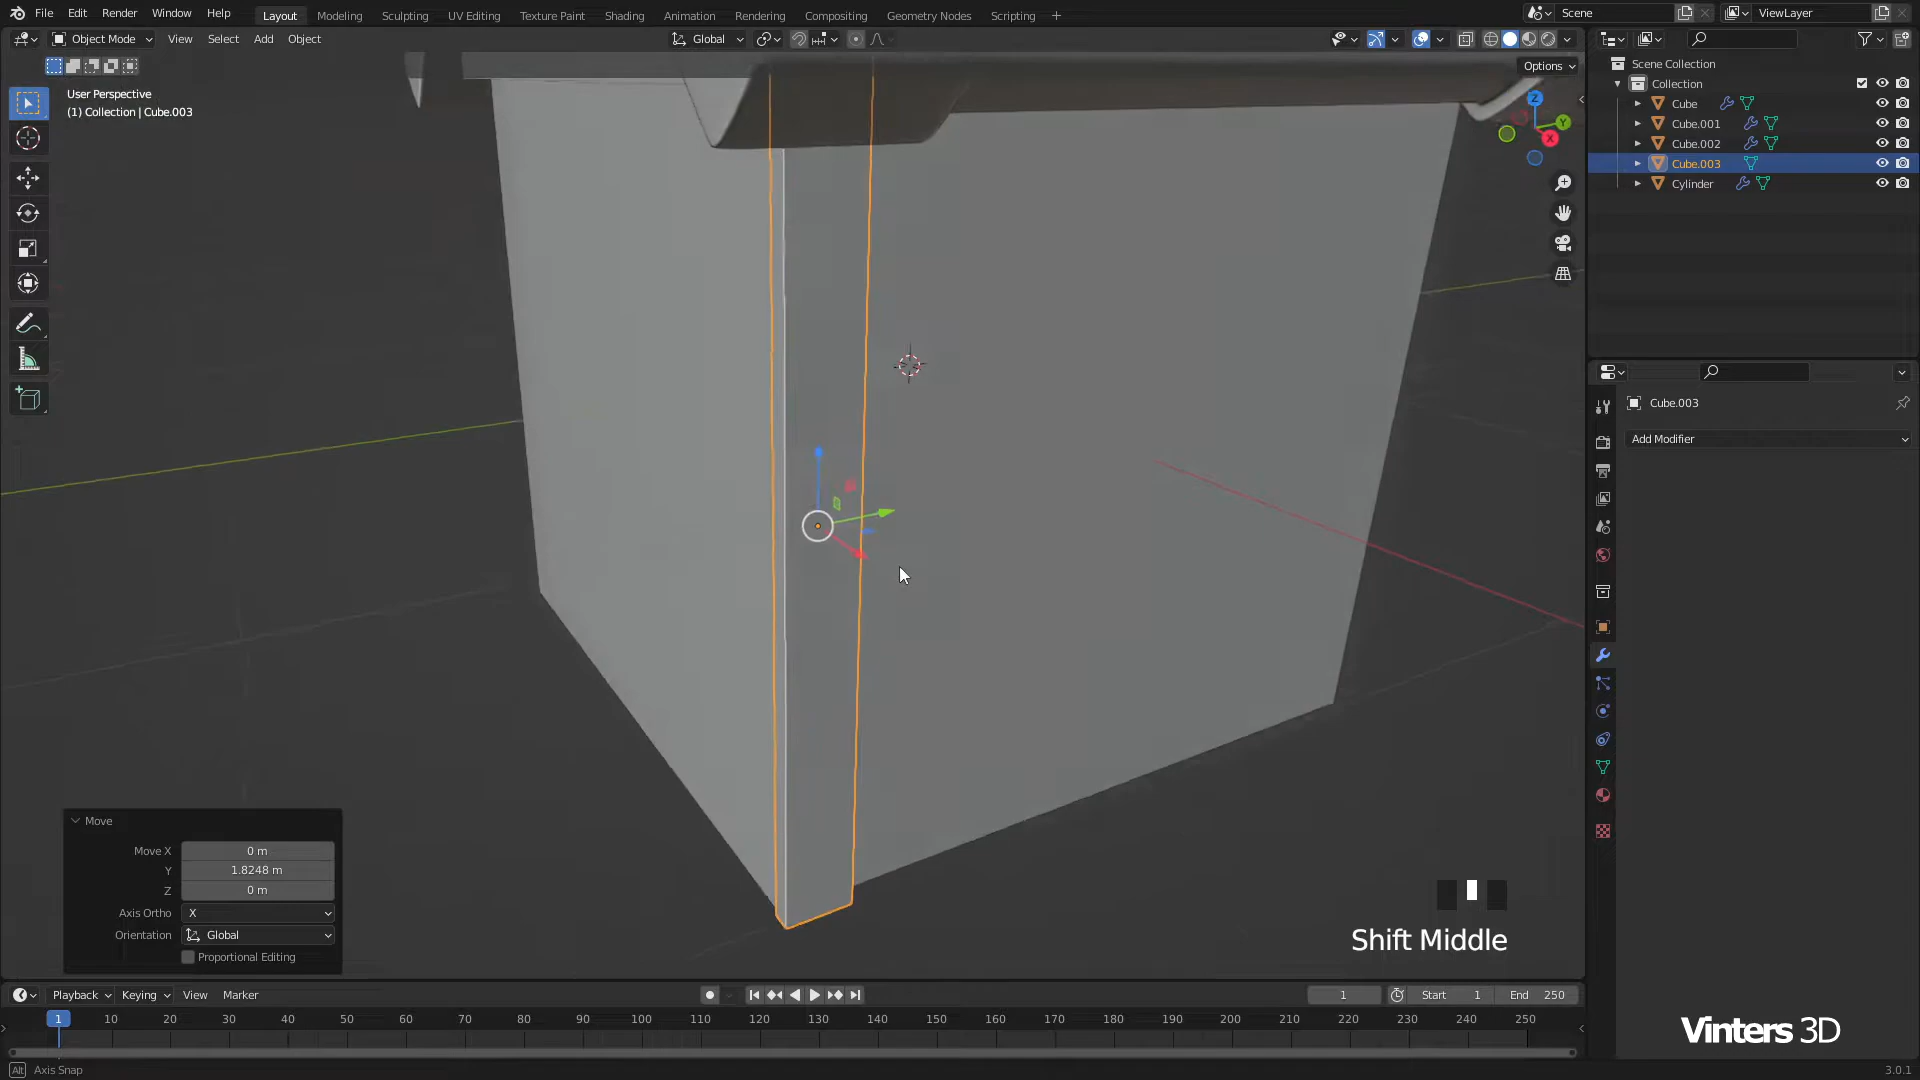 File Edit Render Window Help Layout Modeling Sculpting UV Editing Texture Paint Shading Animation Rendering Compositing Geometry Nodes Scripting + Scene ViewLayer
Object Mode View Select Add Object Global
Options
User Perspective
(1) Collection | Cube.003
Z
Y
X
Scene Collection
Collection
Cube
Cube.001
Cube.002
Cube.003
Cylinder
Cube.003
Add Modifier
Move
Move X 0 m
Y 1.8248 m
Z 0 m
Axis Ortho X
Orientation Global
Proportional Editing
Shift Middle
Playback Keying View Marker 1 Start 1 End 250
1 10 20 30 40 50 60 70 80 90 100 110 120 130 140 150 160 170 180 190 200 210 220 230 240 250
Vinters 3D
Alt Axis Snap 3.0.1